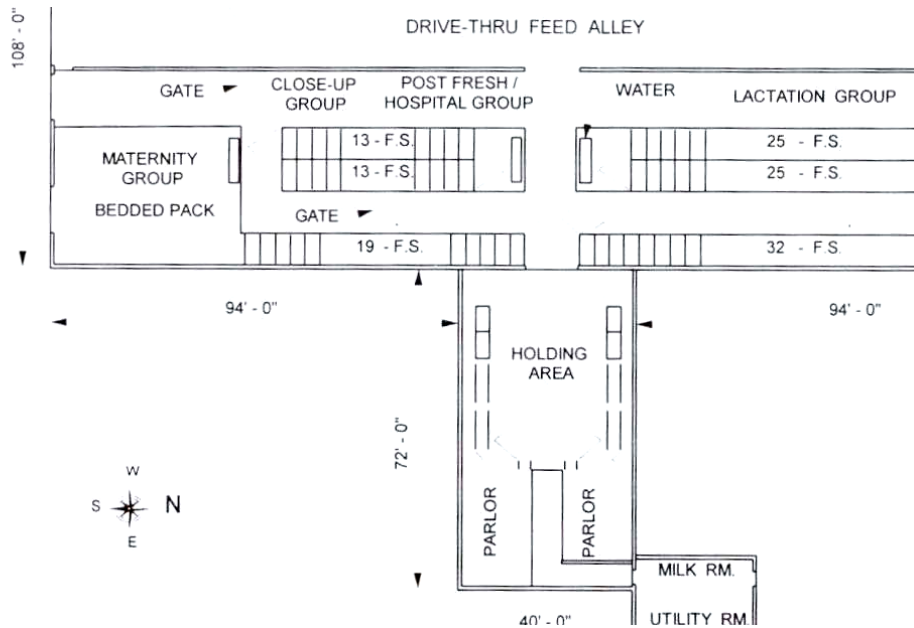 108' - 0"
DRIVE-THRU FEED ALLEY
GATE
CLOSE-UP
GROUP
POST FRESH /
HOSPITAL GROUP
WATER
LACTATION GROUP
MATERNITY
GROUP
BEDDED PACK
13 - F.S.
13 - F.S.
25 - F.S.
25 - F.S.
GATE
19 - F.S.
32 - F.S.
94' - 0"
94' - 0"
HOLDING
AREA
72' - 0"
W
S N
E
PARLOR
PARLOR
MILK RM.
40' - 0"
UTILITY RM.